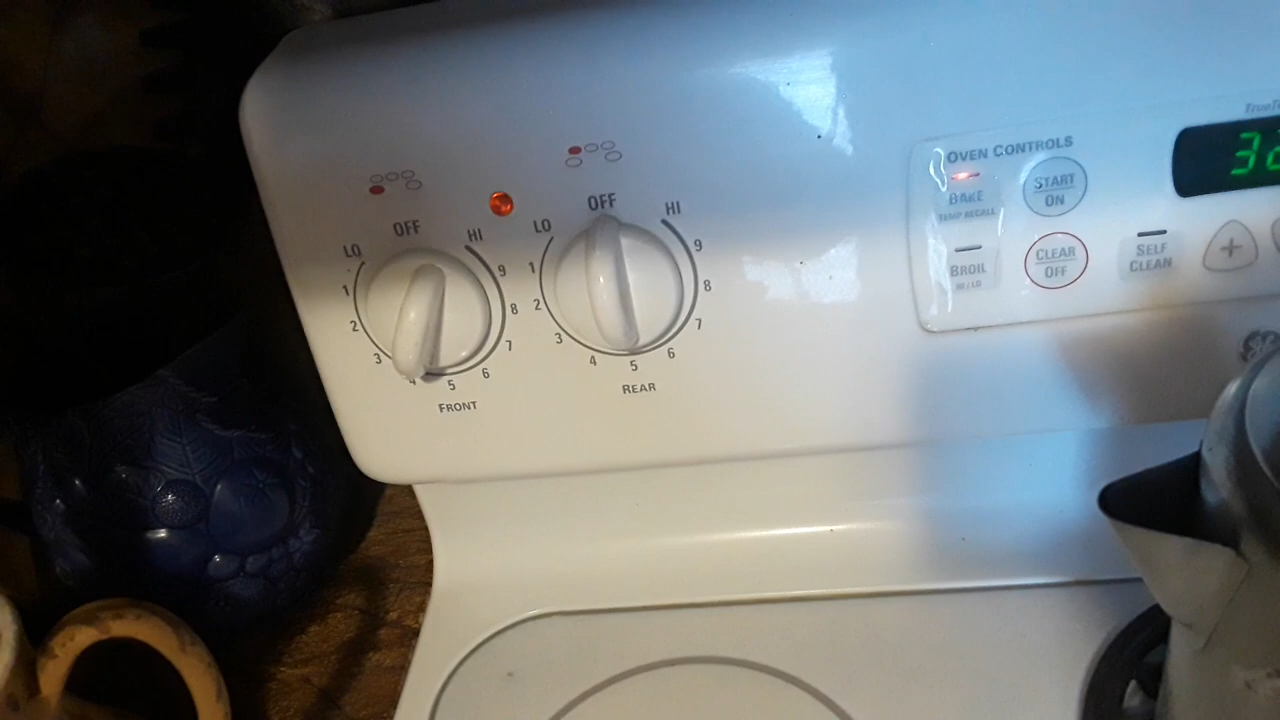 OFF
LO
HI
1
2
3
4
5
6
7
8
9
FRONT
OFF
LO
HI
1
2
3
4
5
6
7
8
9
REAR
OVEN CONTROLS
BAKE
TEMP RECALL
START
ON
BROIL
HI / LO
CLEAR
OFF
SELF
CLEAN
+
GE